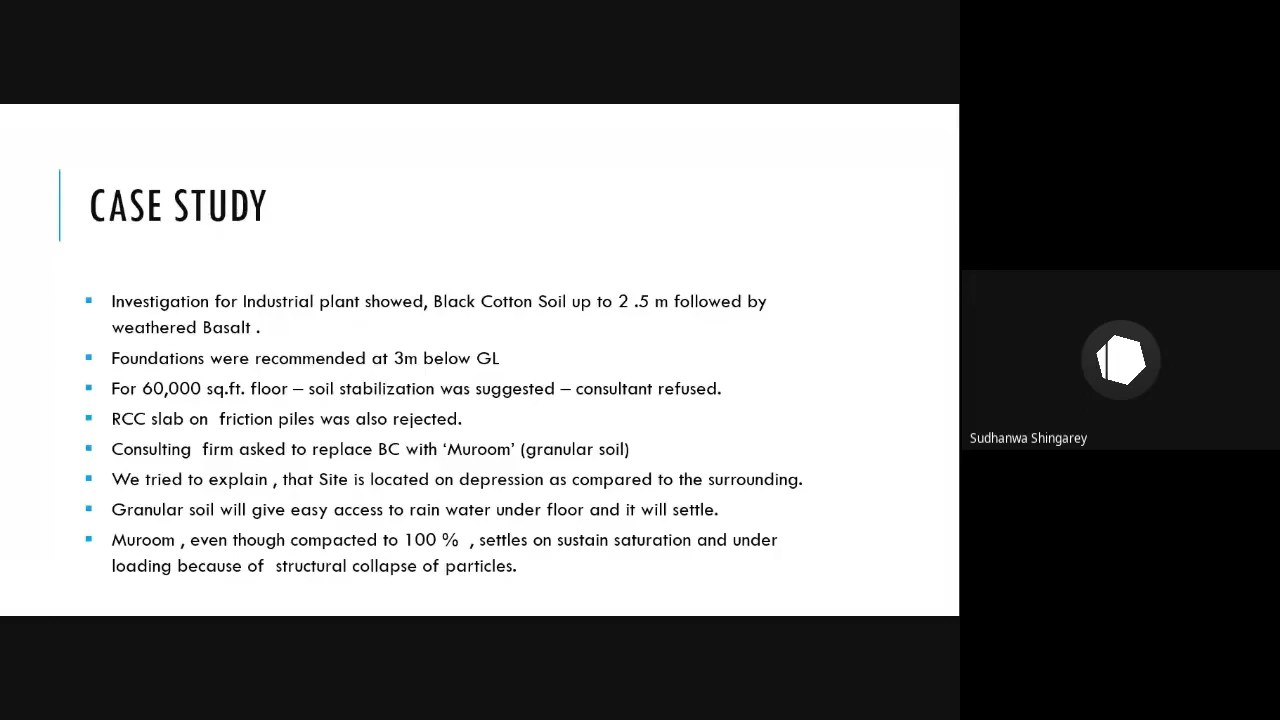 CASE STUDY
Investigation for Industrial plant showed, Black Cotton Soil up to 2 .5 m followed by
weathered Basalt .
Foundations were recommended at 3m below GL
For 60,000 sq.ft. floor – soil stabilization was suggested – consultant refused.
RCC slab on  friction piles was also rejected.
Consulting  firm asked to replace BC with ‘Muroom’ (granular soil)
We tried to explain , that Site is located on depression as compared to the surrounding.
Granular soil will give easy access to rain water under floor and it will settle.
Muroom , even though compacted to 100 %  , settles on sustain saturation and under
loading because of  structural collapse of particles.
Sudhanwa Shingarey